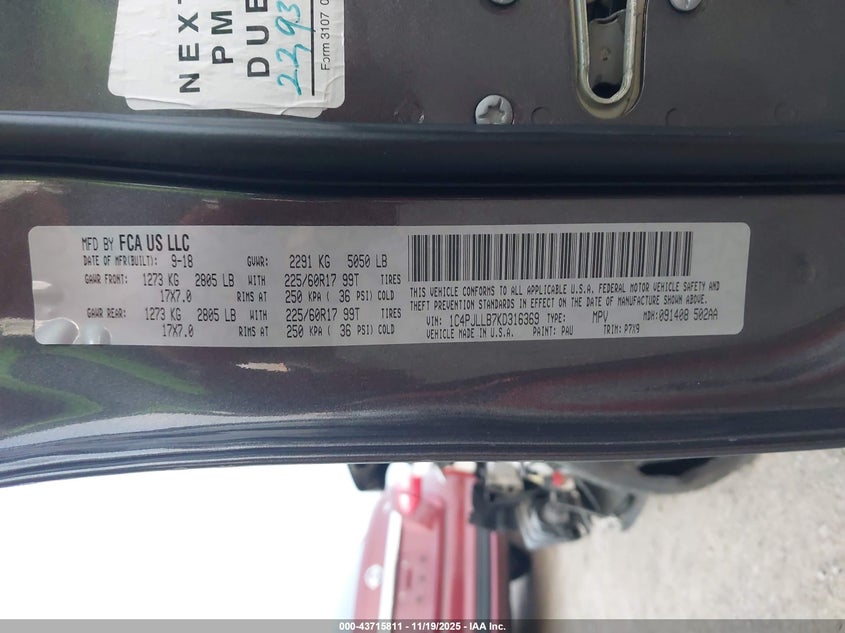 NEXT
PM
DUE
2393
Form 3107
MFD BY FCA US LLC
DATE OF MFR(BUILT): 9-18 GVWR: 2291 KG 5050 LB
GAWR FRONT: 1273 KG 2805 LB WITH 225/60R17 99T TIRES
17X7.0 RIMS AT 250 KPA ( 36 PSI) COLD
GAWR REAR: 1273 KG 2805 LB WITH 225/60R17 99T TIRES
17X7.0 RIMS AT 250 KPA ( 36 PSI) COLD
THIS VEHICLE CONFORMS TO ALL APPLICABLE U.S.A. FEDERAL MOTOR VEHICLE SAFETY AND
THEFT PREVENTION STANDARDS IN EFFECT ON THE DATE OF MANUFACTURE SHOWN ABOVE.
VIN: 1C4PJLLB7KD316369 TYPE: MPV MDH: 091408 502AA
VEHICLE MADE IN U.S.A. PAINT: PAU TRIM: P7X9
000-43715811 - 11/19/2025 - IAA Inc.